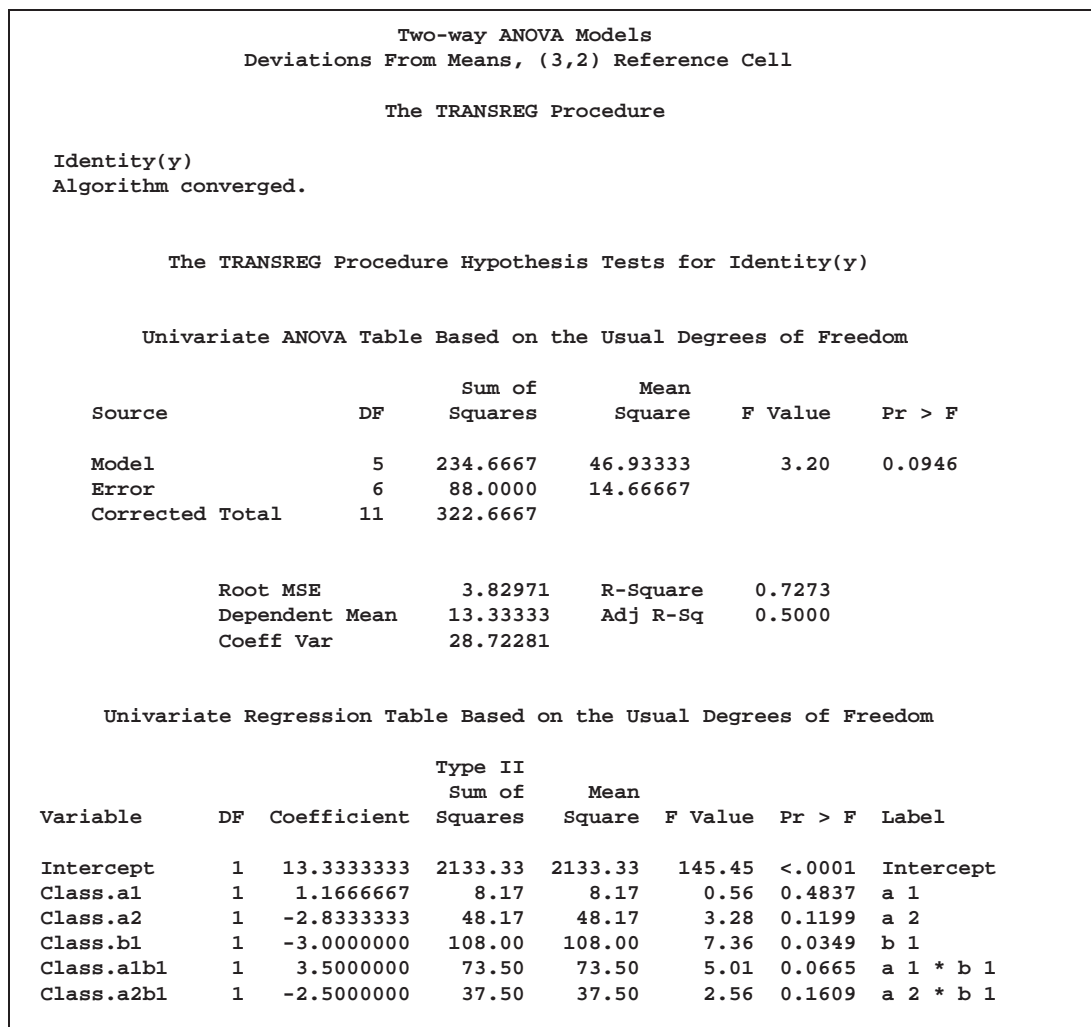 Two-way ANOVA Models
Deviations From Means, (3,2) Reference Cell
The TRANSREG Procedure
Identity(y)
Algorithm converged.
The TRANSREG Procedure Hypothesis Tests for Identity(y)
Univariate ANOVA Table Based on the Usual Degrees of Freedom
Sum of Mean
Source DF Squares Square F Value Pr > F
Model 5 234.6667 46.93333 3.20 0.0946
Error 6 88.0000 14.66667
Corrected Total 11 322.6667
Root MSE 3.82971 R-Square 0.7273
Dependent Mean 13.33333 Adj R-Sq 0.5000
Coeff Var 28.72281
Univariate Regression Table Based on the Usual Degrees of Freedom
Type II
Sum of Mean
Variable DF Coefficient Squares Square F Value Pr > F Label
Intercept 1 13.3333333 2133.33 2133.33 145.45 <.0001 Intercept
Class.a1 1 1.1666667 8.17 8.17 0.56 0.4837 a 1
Class.a2 1 -2.8333333 48.17 48.17 3.28 0.1199 a 2
Class.b1 1 -3.0000000 108.00 108.00 7.36 0.0349 b 1
Class.a1b1 1 3.5000000 73.50 73.50 5.01 0.0665 a 1 * b 1
Class.a2b1 1 -2.5000000 37.50 37.50 2.56 0.1609 a 2 * b 1